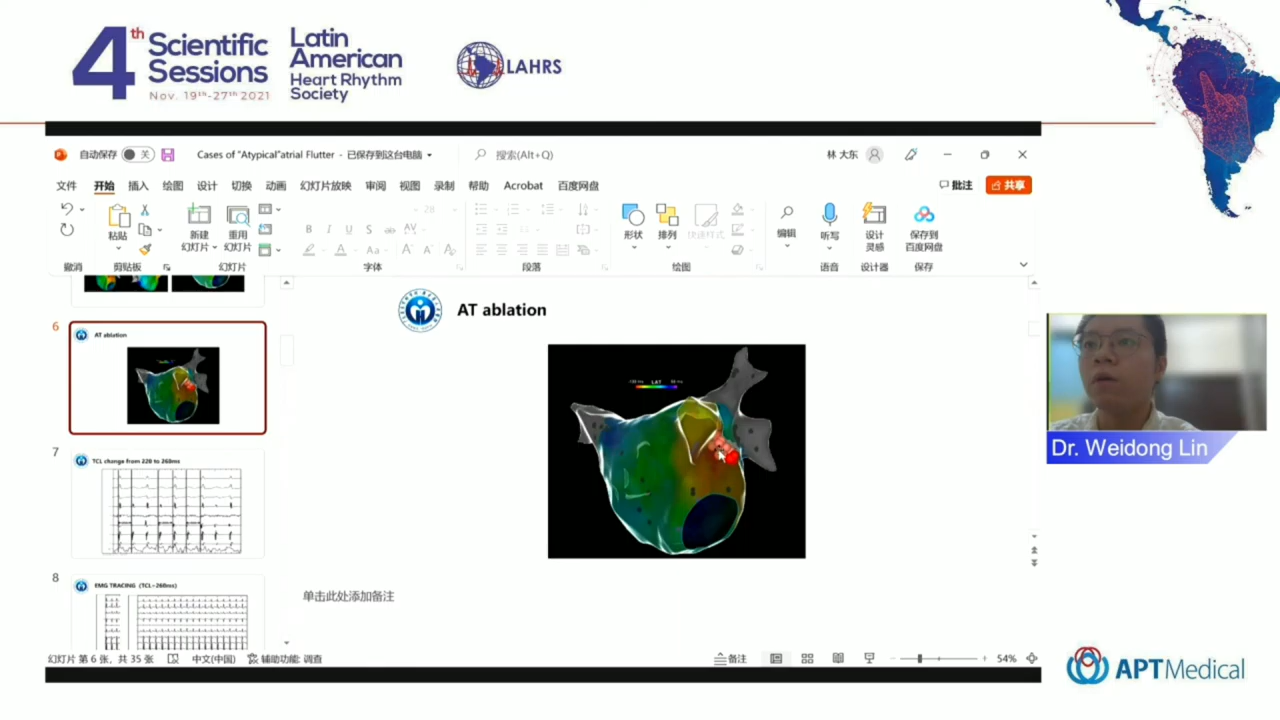 4th Scientific Sessions
Nov. 19th-27th 2021
Latin American Heart Rhythm Society
LAHRS
自动保存 关
Cases of "Atypical"atrial Flutter - 已保存到这台电脑
搜索(Alt+Q)
林 大东
文件 开始 插入 绘图 设计 切换 动画 幻灯片放映 审阅 视图 录制 帮助 Acrobat 百度网盘
批注 共享
粘贴
新建 幻灯片
重用 幻灯片
28
B I U S
Aa
形状 排列 快速样式
编辑
听写
设计 灵感
保存到 百度网盘
撤消 剪贴板 幻灯片 字体 段落 绘图 语音 设计器 保存
6
AT ablation
7
TCL change from 220 to 260ms
8
EMG TRACING (TCL=260ms)
AT ablation
LAT
单击此处添加备注
Dr. Weidong Lin
幻灯片 第 6 张，共 35 张 中文(中国) 辅助功能: 调查
备注
54%
APT Medical